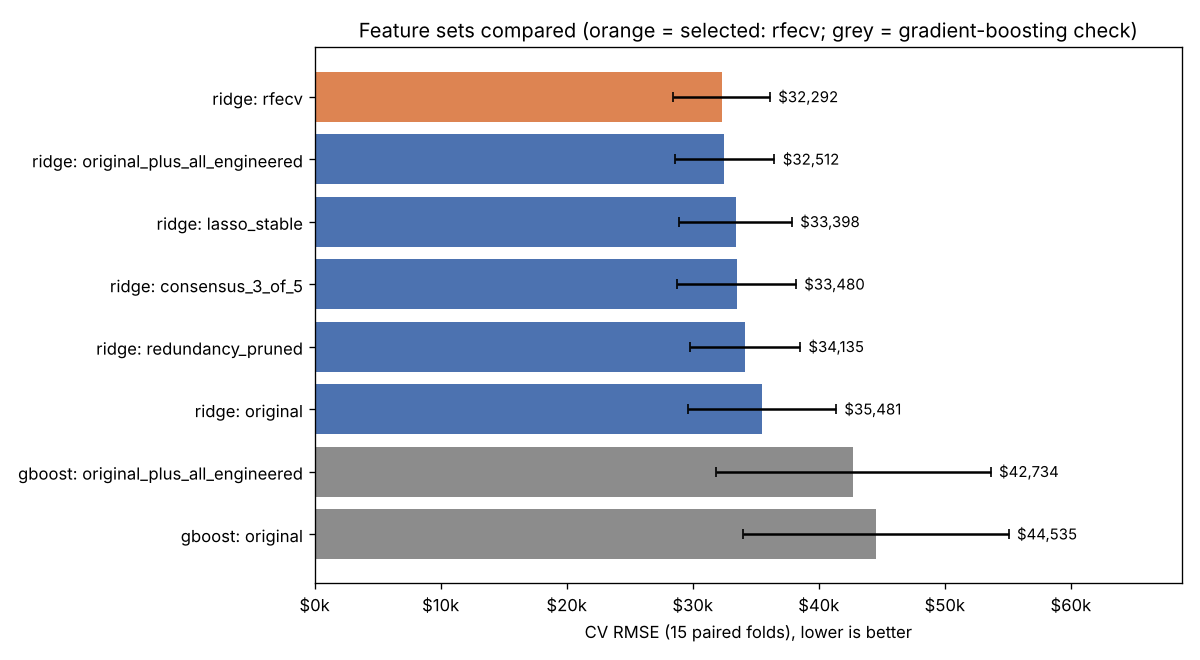 Feature sets compared (orange = selected: rfecv; grey = gradient-boosting check)
ridge: rfecv
$32,292
ridge: original_plus_all_engineered
$32,512
ridge: lasso_stable
$33,398
ridge: consensus_3_of_5
$33,480
ridge: redundancy_pruned
$34,135
ridge: original
$35,481
gboost: original_plus_all_engineered
$42,734
gboost: original
$44,535
$0k $10k $20k $30k $40k $50k $60k
CV RMSE (15 paired folds), lower is better